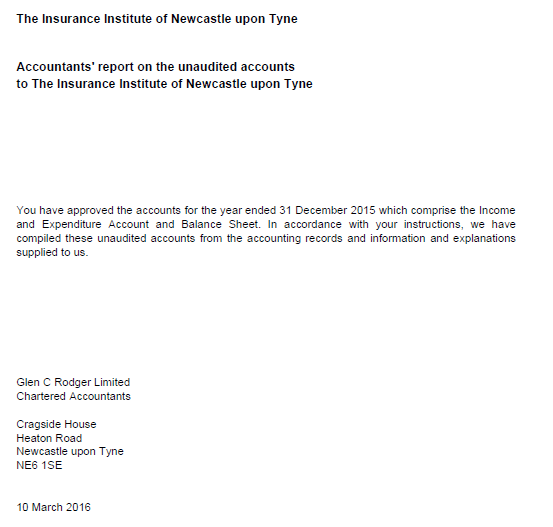 The Insurance Institute of Newcastle upon Tyne
Accountants' report on the unaudited accounts
to The Insurance Institute of Newcastle upon Tyne
You have approved the accounts for the year ended 31 December 2015 which comprise the Income
and Expenditure Account and Balance Sheet. In accordance with your instructions, we have
compiled these unaudited accounts from the accounting records and information and explanations
supplied to us.
Glen C Rodger Limited
Chartered Accountants
Cragside House
Heaton Road
Newcastle upon Tyne
NE6 1SE
10 March 2016